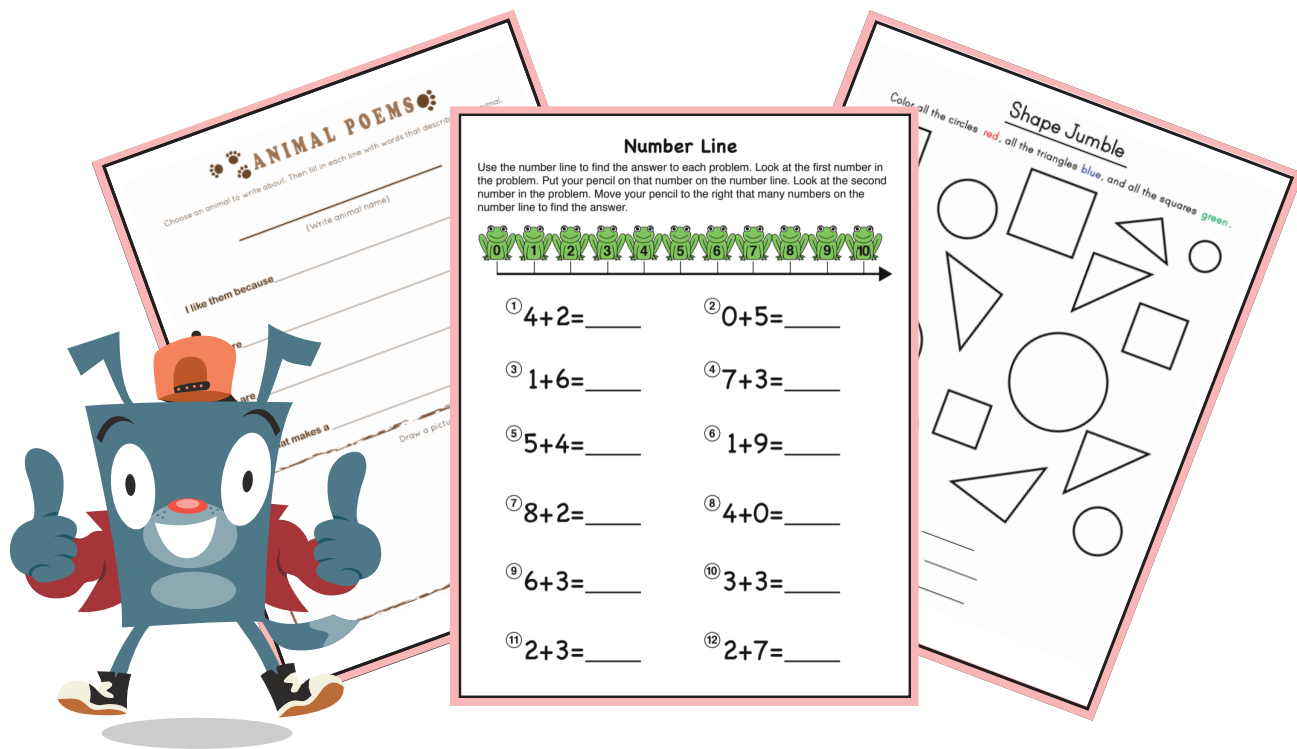 ANIMAL POEMS
Choose an animal to write about. Then fill in each line with words that animal.
(Write animal name)
I like them because
are
at makes a
Draw a
Number Line
Use the number line to find the answer to each problem. Look at the first number in
the problem. Put your pencil on that number on the number line. Look at the second
number in the problem. Move your pencil to the right that many numbers on the
number line to find the answer.
0 1 2 3 4 5 6 7 8 9 10
1 4+2=_____ 2 0+5=_____
3 1+6=_____ 4 7+3=_____
5 5+4=_____ 6 1+9=_____
7 8+2=_____ 8 4+0=_____
9 6+3=_____ 10 3+3=_____
11 2+3=_____ 12 2+7=_____
Shape Jumble
Color all the circles red, all the triangles blue, and all the squares green.